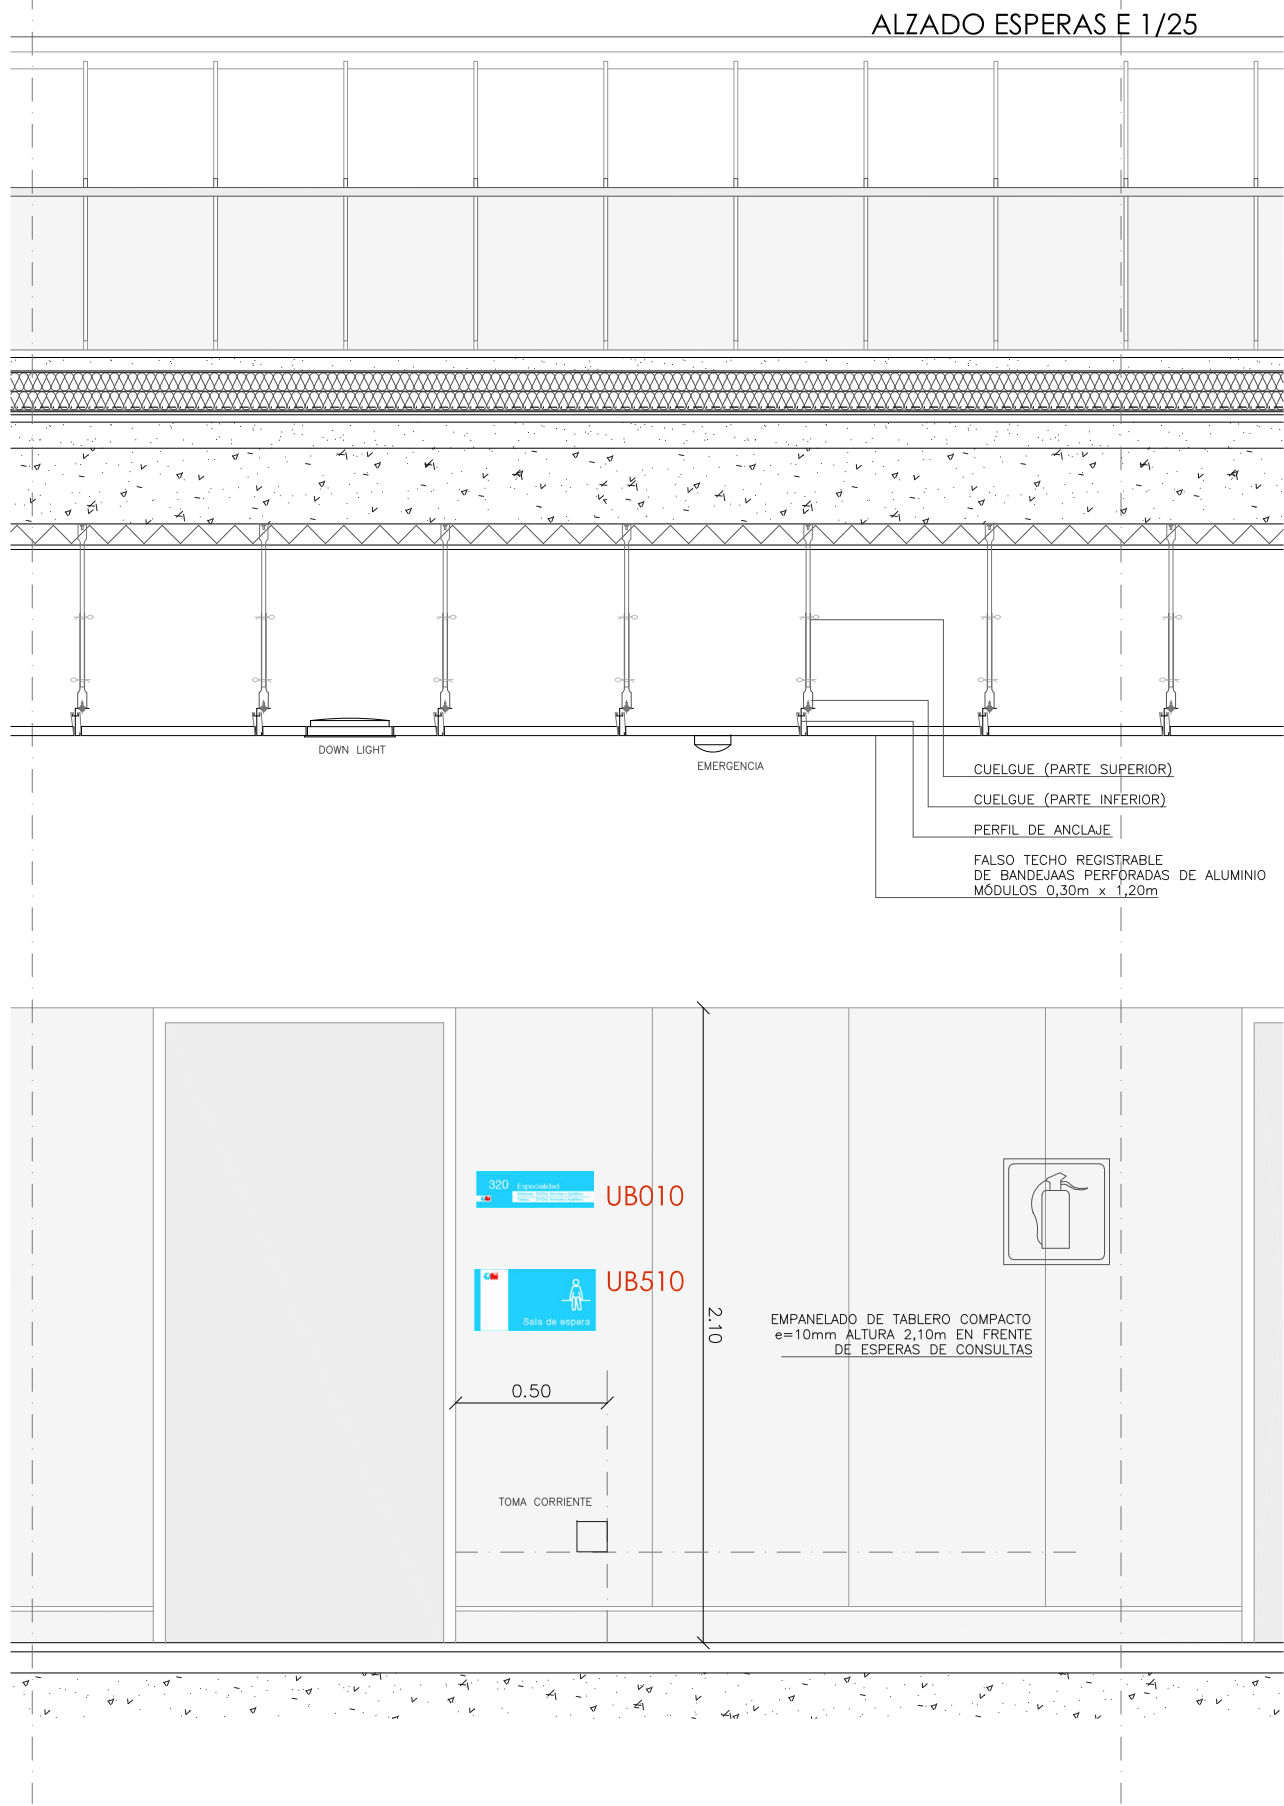 ALZADO ESPERAS E 1/25
DOWN LIGHT
EMERGENCIA
CUELGUE (PARTE SUPERIOR)
CUELGUE (PARTE INFERIOR)
PERFIL DE ANCLAJE
FALSO TECHO REGISTRABLE
DE BANDEJAAS PERFORADAS DE ALUMINIO
MÓDULOS 0,30m x 1,20m
320 Especialidad
UB010
UB510
Sala de espera
2.10
EMPANELADO DE TABLERO COMPACTO
e=10mm ALTURA 2,10m EN FRENTE
DE ESPERAS DE CONSULTAS
0.50
TOMA CORRIENTE